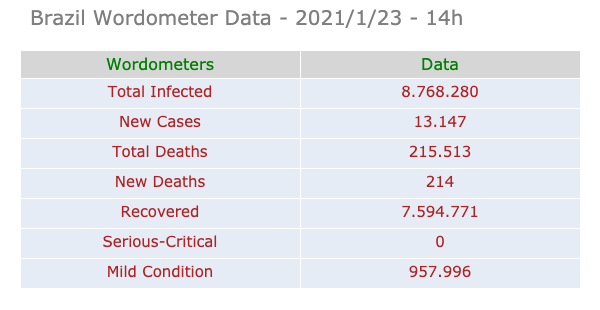 Brazil Wordometer Data - 2021/1/23 - 14h
Wordometers Data
Total Infected 8.768.280
New Cases 13.147
Total Deaths 215.513
New Deaths 214
Recovered 7.594.771
Serious-Critical 0
Mild Condition 957.996